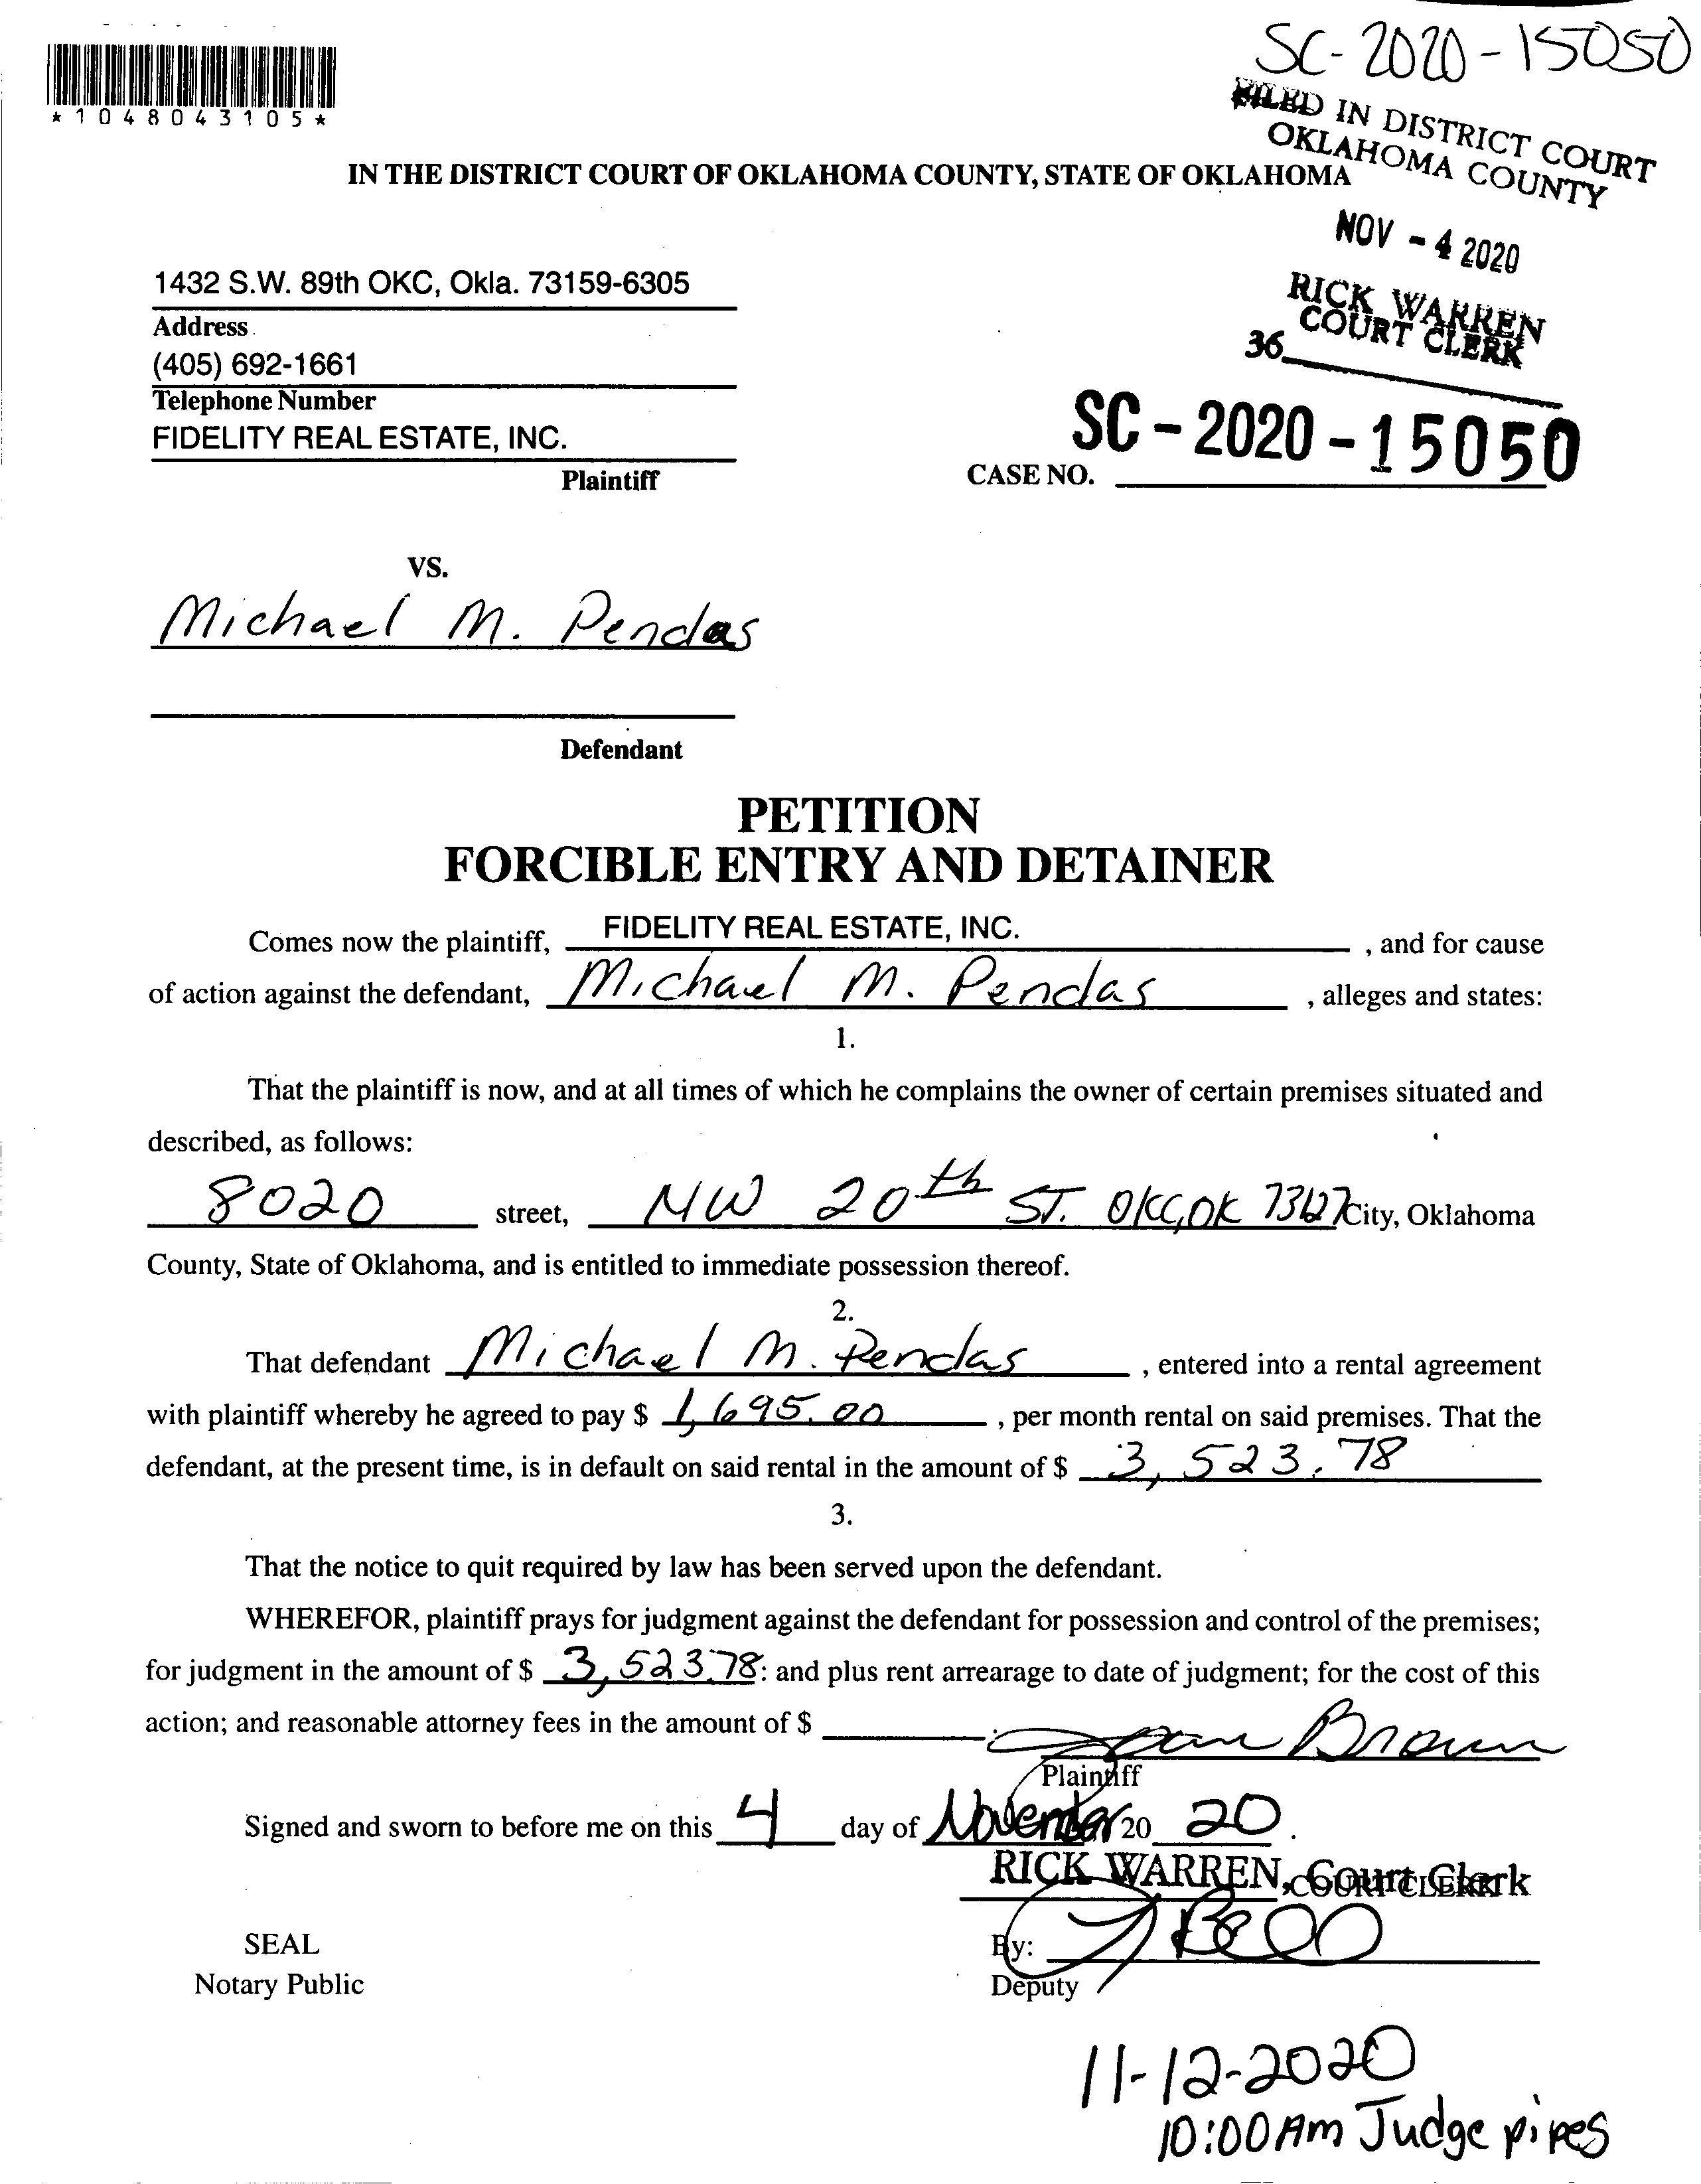 SC-2020-15050
*1048043105*
FILED IN DISTRICT COURT
OKLAHOMA COUNTY
IN THE DISTRICT COURT OF OKLAHOMA COUNTY, STATE OF OKLAHOMA
NOV - 4 2020
RICK WARREN
COURT CLERK
36
1432 S.W. 89th OKC, Okla. 73159-6305
Address
(405) 692-1661
Telephone Number
FIDELITY REAL ESTATE, INC.
Plaintiff
SC - 2020 - 15050
CASE NO.
VS.
Michael M. Pendas
Defendant
PETITION
FORCIBLE ENTRY AND DETAINER
Comes now the plaintiff, FIDELITY REAL ESTATE, INC. , and for cause
of action against the defendant, Michael M. Pendas , alleges and states:
1.
That the plaintiff is now, and at all times of which he complains the owner of certain premises situated and
described, as follows:
8020 street, NW 20th ST. OKC, OK 73127 City, Oklahoma
County, State of Oklahoma, and is entitled to immediate possession thereof.
2.
That defendant Michael M. Pendas , entered into a rental agreement
with plaintiff whereby he agreed to pay $ 1,695.00 , per month rental on said premises. That the
defendant, at the present time, is in default on said rental in the amount of $ 3,523.78
3.
That the notice to quit required by law has been served upon the defendant.
WHEREFOR, plaintiff prays for judgment against the defendant for possession and control of the premises;
for judgment in the amount of $ 3,523.78: and plus rent arrearage to date of judgment; for the cost of this
action; and reasonable attorney fees in the amount of $ .
Brown
Plaintiff
Signed and sworn to before me on this 4 day of November 20 20 .
RICK WARREN, Court Clerk
COURT CLERK
SEAL
Notary Public
By:
Deputy
11-12-2020
10:00 Am Judge pipes